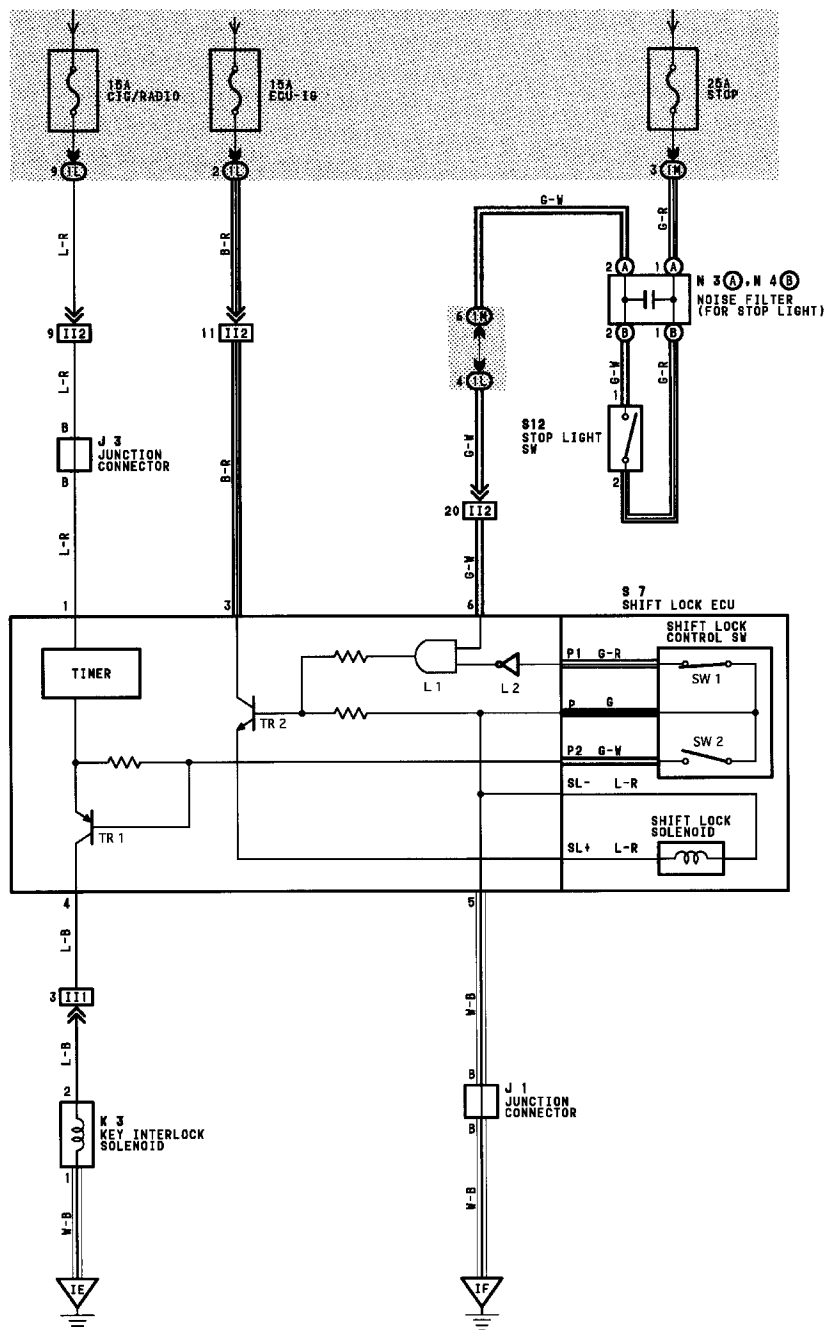 15A
CIG/RADIO
15A
ECU-IG
25A
STOP
9 1L
2 1L
3 1M
L-R
B-R
G-W
G-R
2 A
1 A
N 3 A , N 4 B
NOISE FILTER
(FOR STOP LIGHT)
6 1M
9 II2
11 II2
2 B
1 B
4 1L
L-R
G-W
G-R
1
S12
STOP LIGHT
SW
2
B
J 3
JUNCTION
CONNECTOR
B
B-R
G-W
20 II2
L-R
G-W
1
3
6
S 7
SHIFT LOCK ECU
SHIFT LOCK
CONTROL SW
TIMER
L 1
L 2
P1 G-R
SW 1
TR 2
P G
P2 G-W
SW 2
SL- L-R
TR 1
SHIFT LOCK
SOLENOID
SL+ L-R
4
5
L-B
3 II1
W-B
L-B
2
B
J 1
JUNCTION
CONNECTOR
B
K 3
KEY INTERLOCK
SOLENOID
1
W-B
W-B
IE
IF